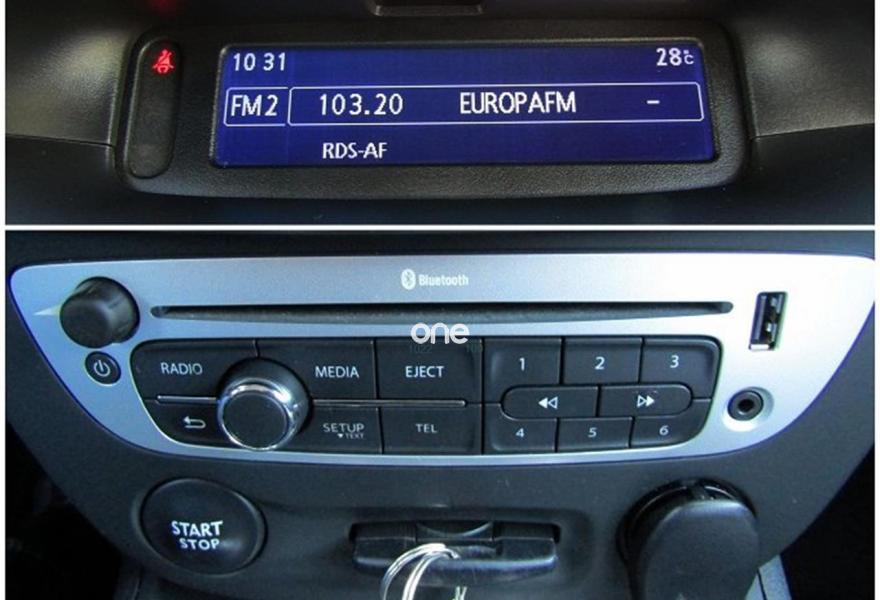 10 31 28°C
FM2 103.20 EUROPAFM -
RDS-AF
Bluetooth
one
RADIO MEDIA EJECT 1 2 3
SETUP TEL 4 5 6
▼TEXT
START
STOP